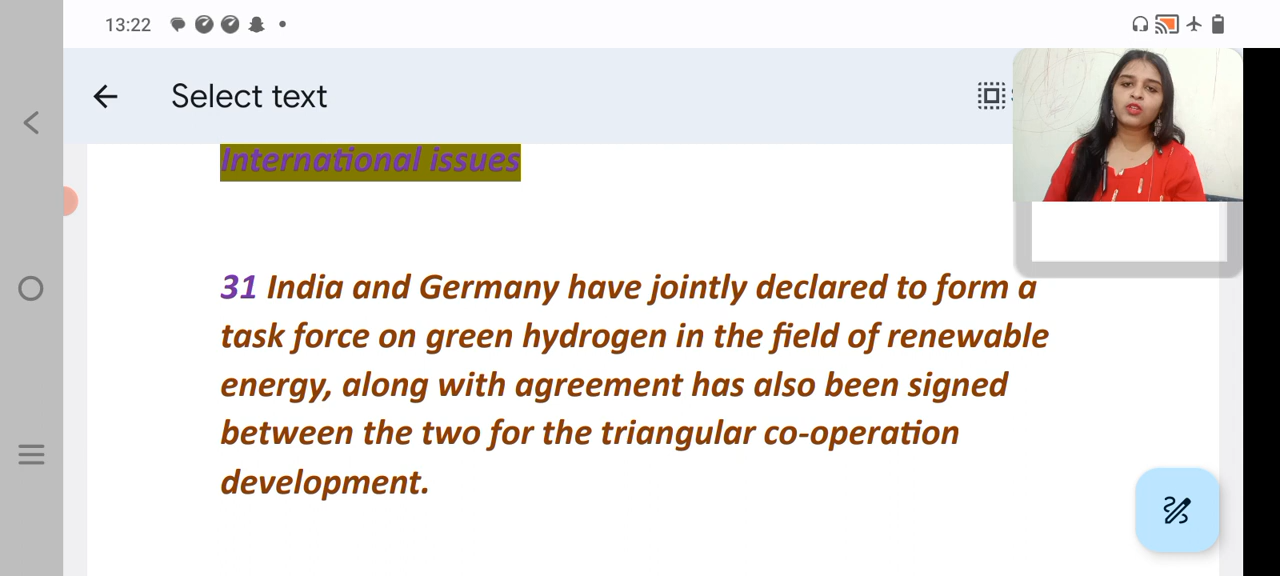 13:22
Select text
International issues
31 India and Germany have jointly declared to form a
task force on green hydrogen in the field of renewable
energy, along with agreement has also been signed
between the two for the triangular co-operation
development.